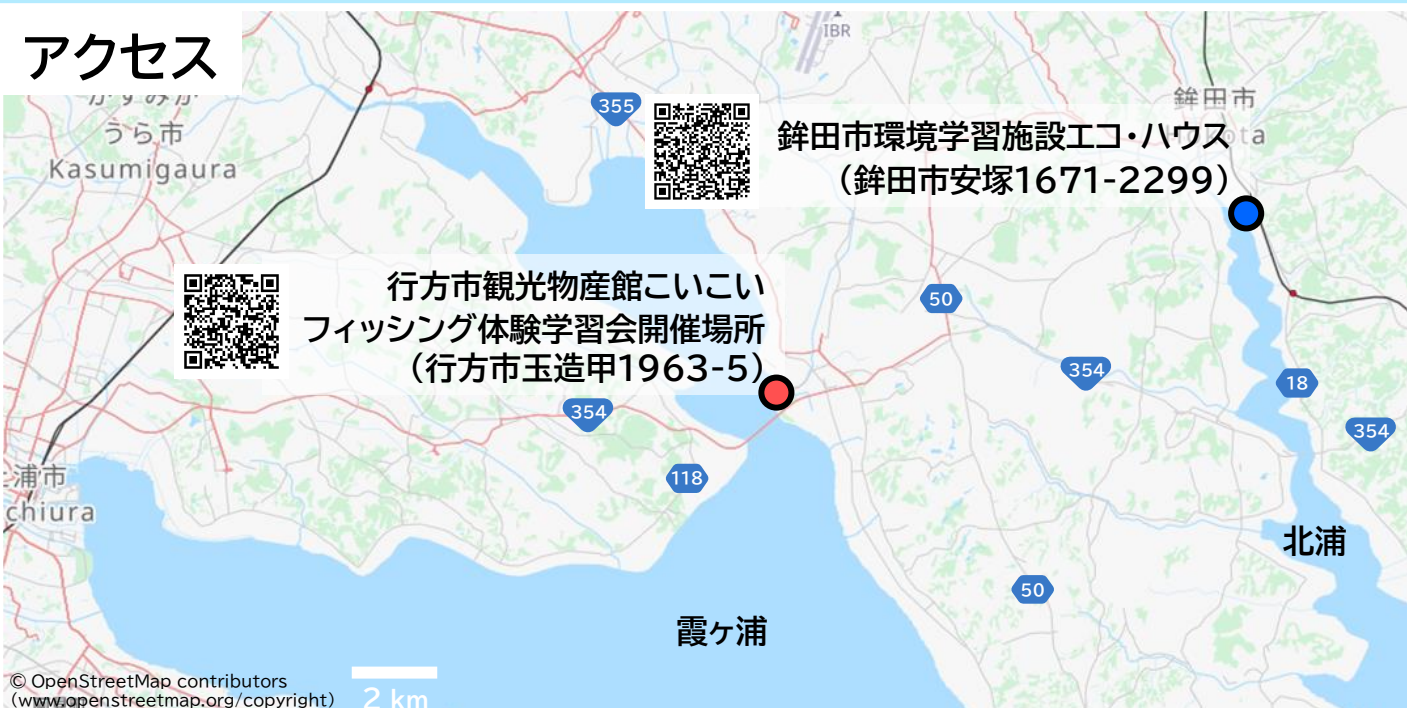 アクセス
IBR
355
鉾田市
うら市
Kasumigaura
鉾田市環境学習施設エコ・ハウス
(鉾田市安塚1671-2299)
行方市観光物産館こいこい
フィッシング体験学習会開催場所
(行方市玉造甲1963-5)
50
354
18
354
354
118
浦市
chiura
北浦
50
霞ヶ浦
© OpenStreetMap contributors
(www.openstreetmap.org/copyright)
2 km